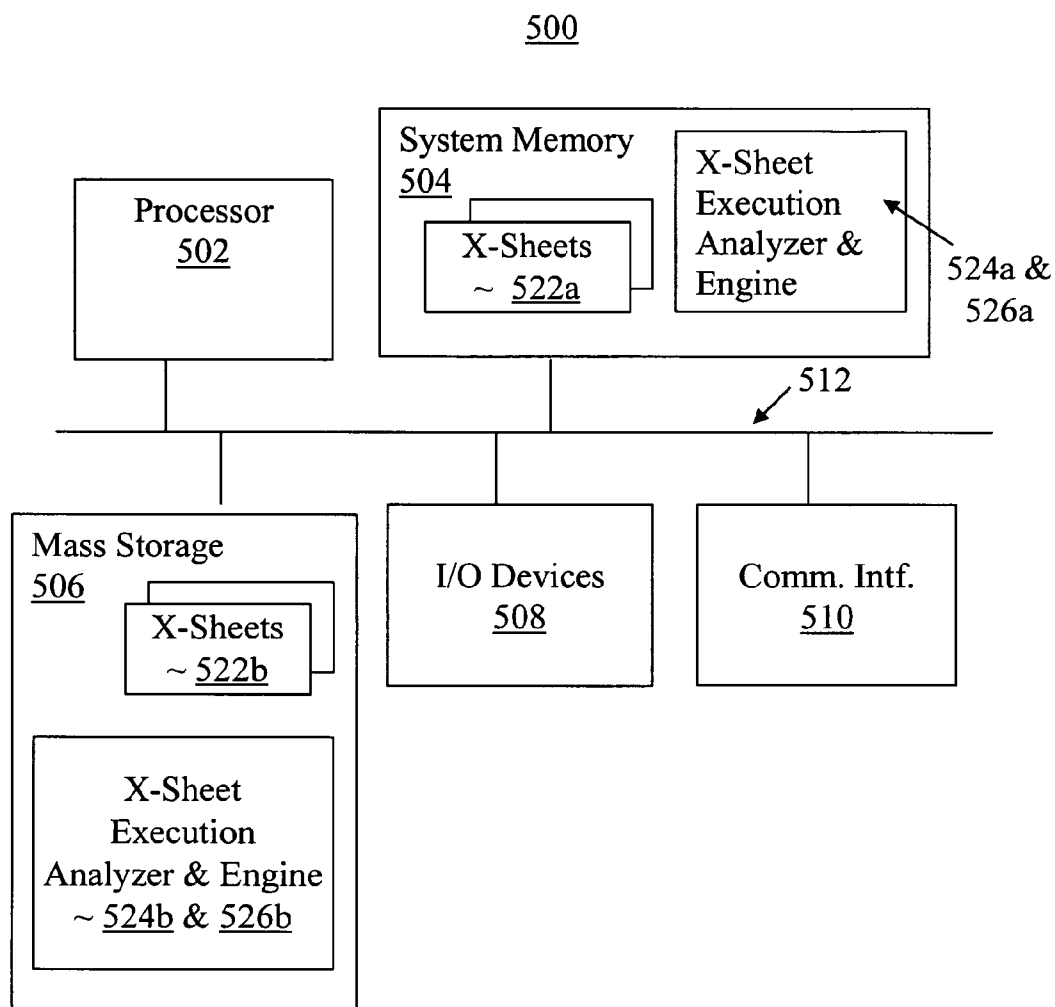 500
System Memory
504
X-Sheets
~ 522a
X-Sheet
Execution
Analyzer &
Engine
524a &
526a
Processor
502
512
Mass Storage
506
X-Sheets
~ 522b
X-Sheet
Execution
Analyzer & Engine
~ 524b & 526b
I/O Devices
508
Comm. Intf.
510